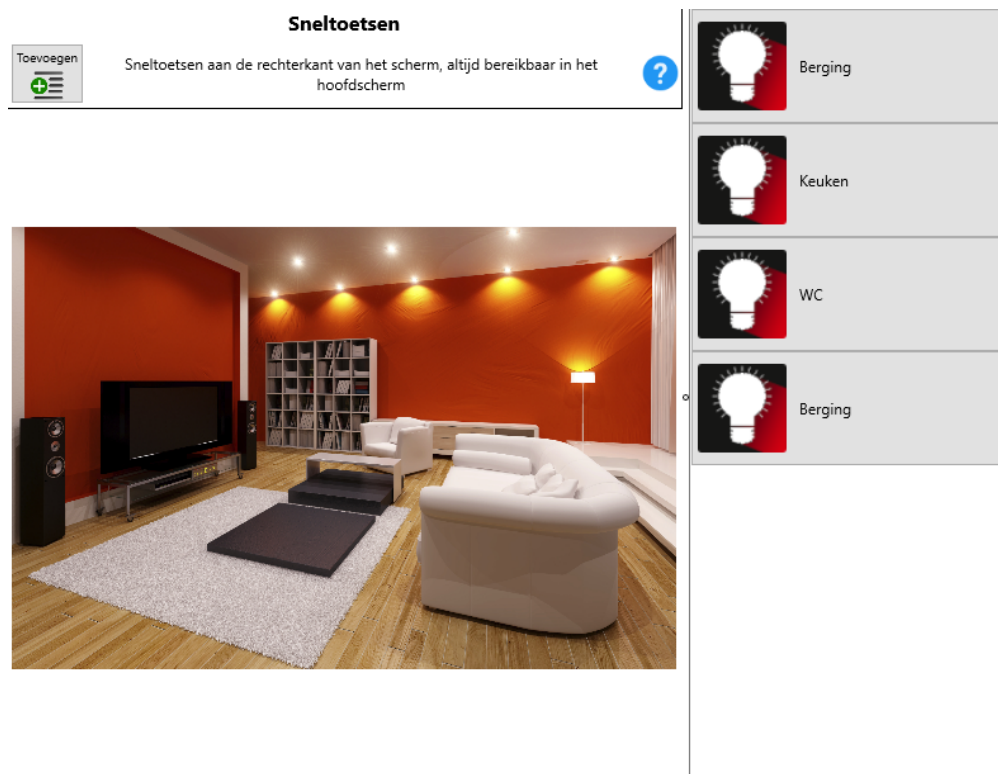 Sneltoetsen
Toevoegen
Sneltoetsen aan de rechterkant van het scherm, altijd bereikbaar in het
hoofdscherm
?
Berging
Keuken
WC
Berging